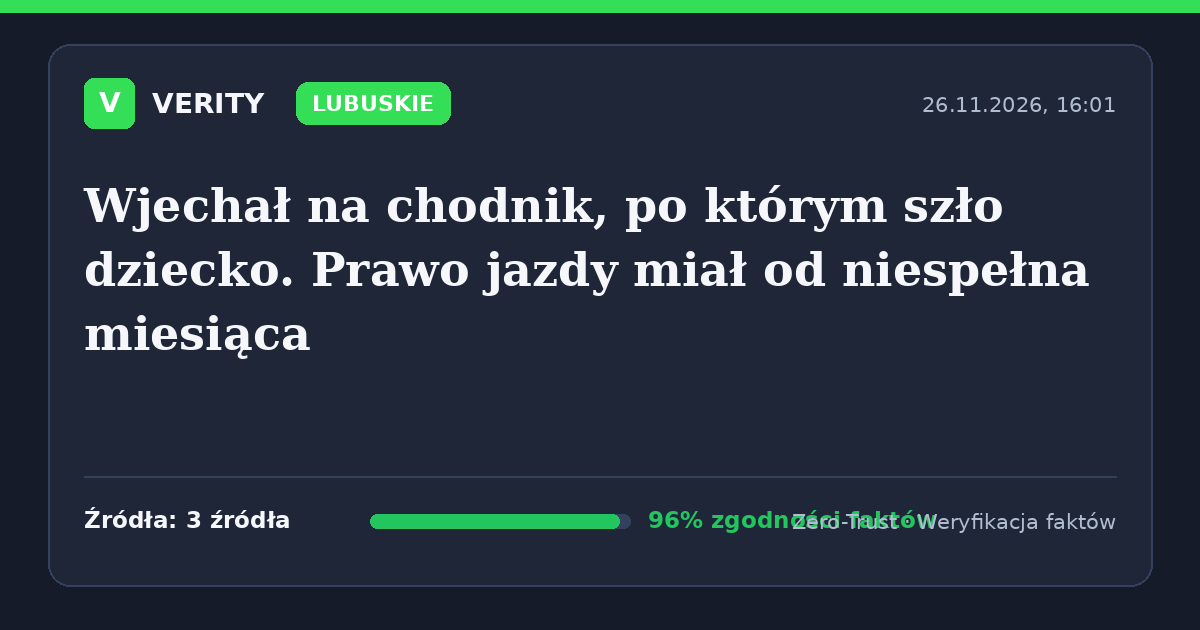 V VERITY LUBUSKIE 26.11.2026, 16:01
Wjechał na chodnik, po którym szło
dziecko. Prawo jazdy miał od niespełna
miesiąca
Źródła: 3 źródła 96% zgodności faktów Zero-Trust · Weryfikacja faktów